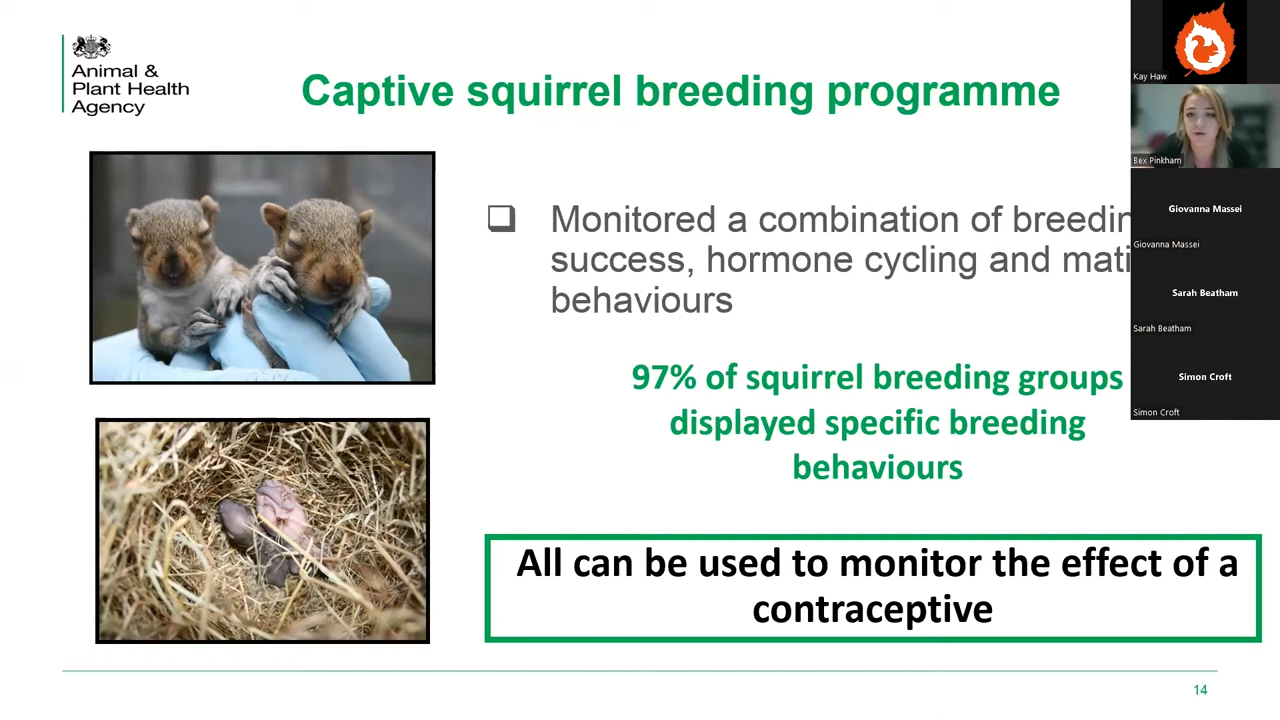 Animal &
Plant Health
Agency
Captive squirrel breeding programme
Monitored a combination of breedin
success, hormone cycling and mati
behaviours
97% of squirrel breeding groups
displayed specific breeding
behaviours
All can be used to monitor the effect of a
contraceptive
14
Kay Haw
Bex Pinkham
Giovanna Massei
Giovanna Massei
Sarah Beatham
Sarah Beatham
Simon Croft
Simon Croft